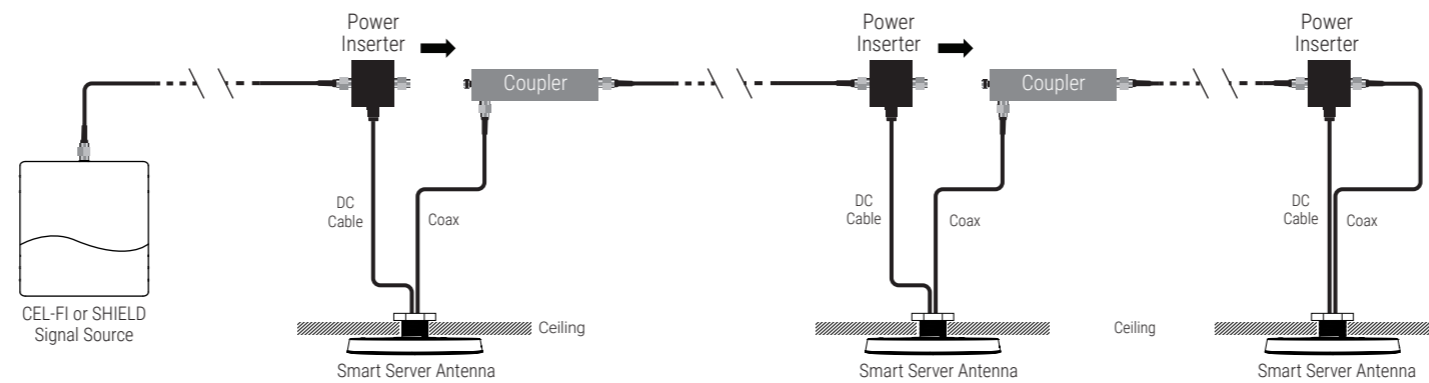 Power
Inserter
Coupler
Power
Inserter
Coupler
Power
Inserter
DC
Cable
Coax
DC
Cable
Coax
DC
Cable
Coax
CEL-FI or SHIELD
Signal Source
Ceiling
Ceiling
Smart Server Antenna
Smart Server Antenna
Smart Server Antenna